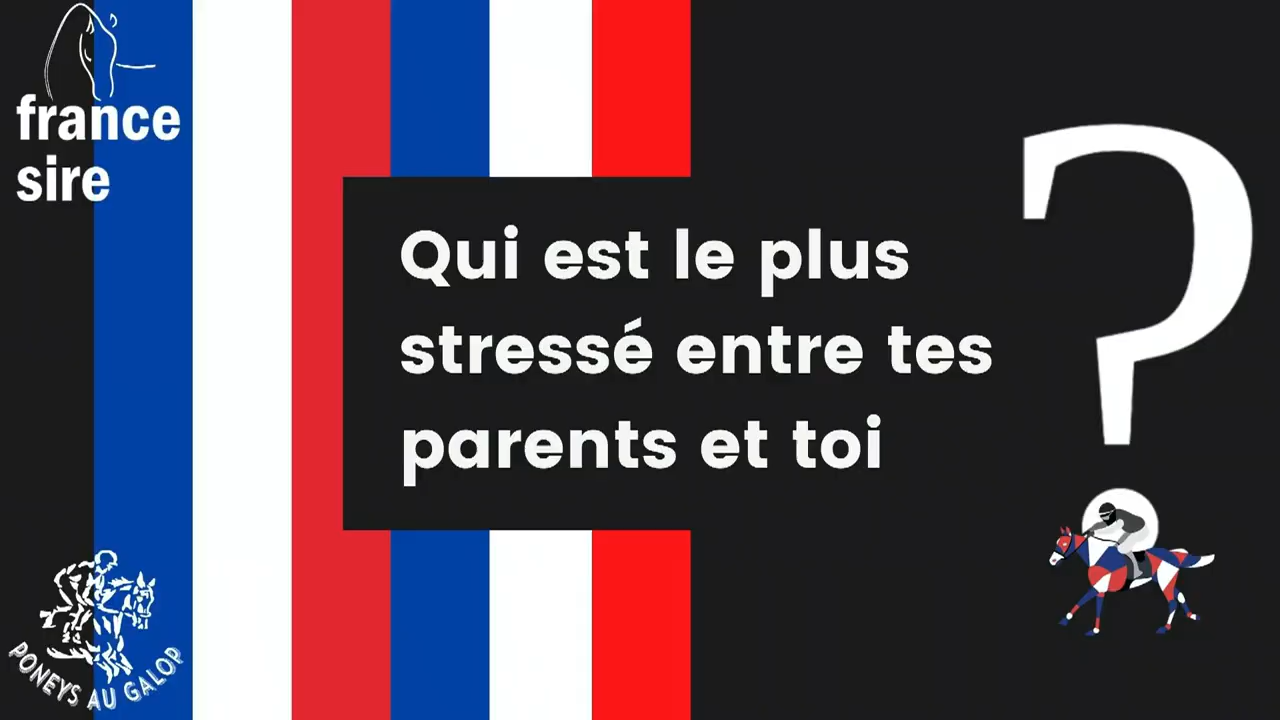 france
sire
Qui est le plus
stressé entre tes
parents et toi
?
PONEYS AU GALOP